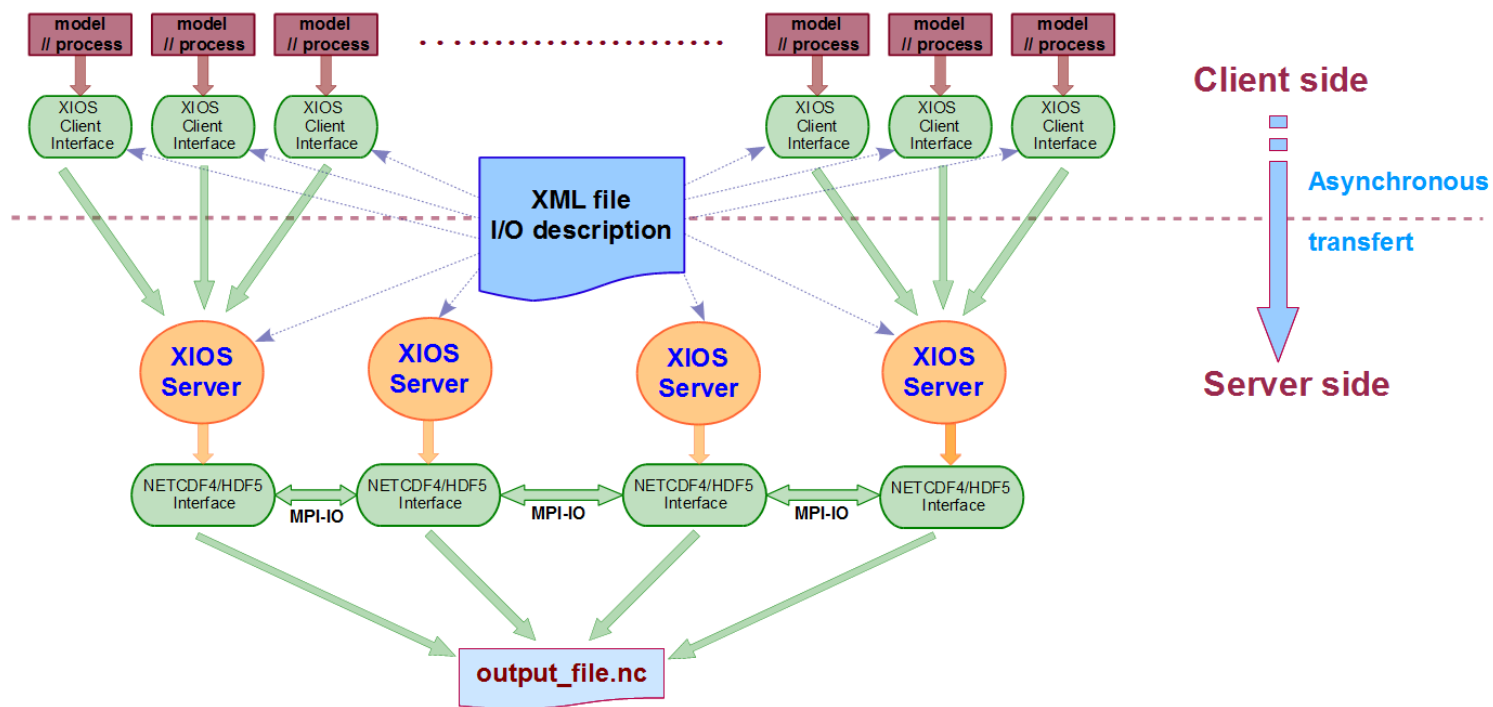 model
// process
model
// process
model
// process
model
// process
model
// process
model
// process
XIOS
Client
Interface
XIOS
Client
Interface
XIOS
Client
Interface
XIOS
Client
Interface
XIOS
Client
Interface
XIOS
Client
Interface
Client side
XML file
I/O description
Asynchronous
transfert
XIOS
Server
XIOS
Server
XIOS
Server
XIOS
Server
Server side
NETCDF4/HDF5
Interface
MPI-IO
NETCDF4/HDF5
Interface
MPI-IO
NETCDF4/HDF5
Interface
MPI-IO
NETCDF4/HDF5
Interface
output_file.nc